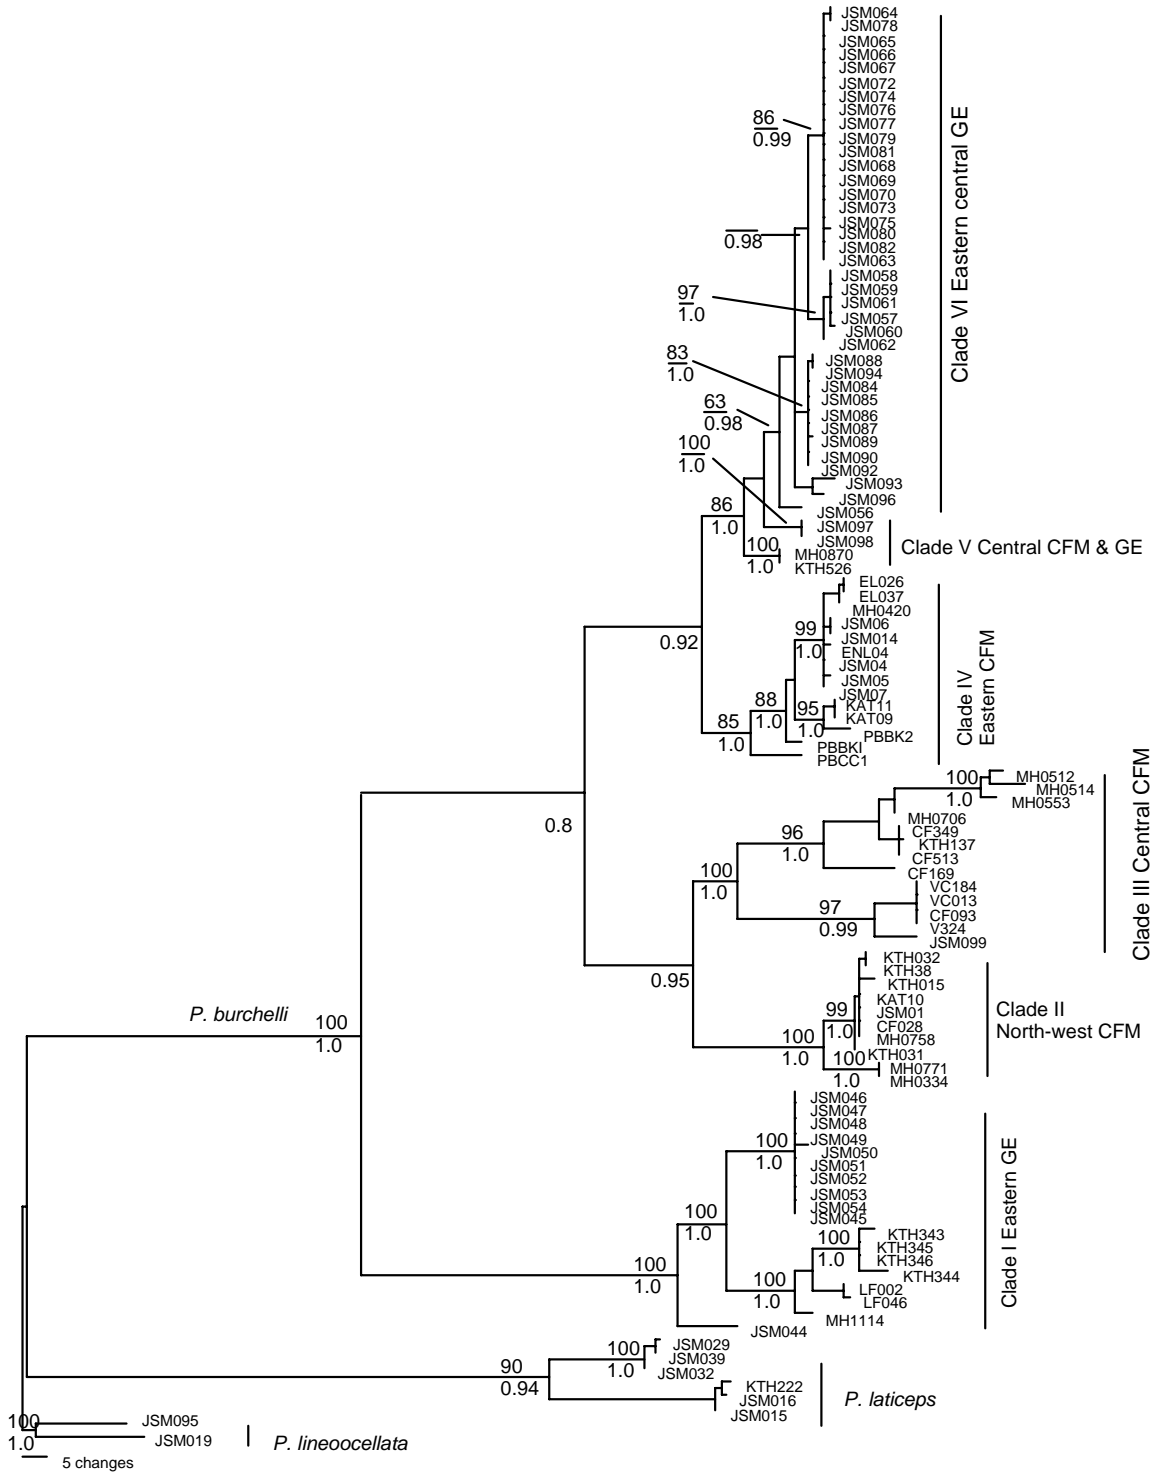 JSM064
JSM078
JSM065
JSM066
JSM067
JSM072
JSM074
JSM076
JSM077
JSM079
JSM081
JSM068
JSM069
JSM070
JSM073
JSM075
JSM080
JSM082
JSM063
JSM058
JSM059
JSM061
JSM057
JSM060
JSM062
JSM088
JSM094
JSM084
JSM085
JSM086
JSM087
JSM089
JSM090
JSM092
JSM093
JSM096
JSM056
JSM097
JSM098
MH0870
KTH526
86
0.99
0.98
97
1.0
83
1.0
63
0.98
100
1.0
86
1.0
100
1.0
Clade VI Eastern central GE
Clade V Central CFM & GE
EL026
EL037
MH0420
JSM06
JSM014
ENL04
JSM04
JSM05
JSM07
KAT11
KAT09
PBBK2
PBBKI
PBCC1
99
1.0
95
1.0
88
1.0
85
1.0
0.92
Clade IV
Eastern CFM
MH0512
MH0514
MH0553
MH0706
CF349
KTH137
CF513
CF169
VC184
VC013
CF093
V324
JSM099
100
1.0
96
1.0
97
0.99
100
1.0
0.8
0.95
Clade III Central CFM
KTH032
KTH38
KTH015
KAT10
JSM01
CF028
MH0758
KTH031
MH0771
MH0334
99
1.0
100
1.0
100
1.0
Clade II
North-west CFM
P. burchelli
100
1.0
JSM046
JSM047
JSM048
JSM049
JSM050
JSM051
JSM052
JSM053
JSM054
JSM045
KTH343
KTH345
KTH346
KTH344
LF002
LF046
MH1114
JSM044
100
1.0
100
1.0
100
1.0
100
1.0
100
1.0
Clade I Eastern GE
JSM029
JSM039
JSM032
KTH222
JSM016
JSM015
100
1.0
90
0.94
P. laticeps
100
1.0
JSM095
JSM019
P. lineoocellata
5 changes